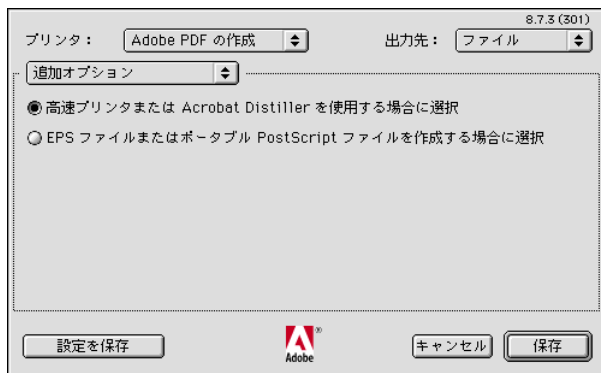 8.7.3 (301)
プリンタ： Adobe PDF の作成 出力先： ファイル
追加オプション
高速プリンタまたは Acrobat Distiller を使用する場合に選択
EPS ファイルまたはポータブル PostScript ファイルを作成する場合に選択
設定を保存 Adobe ® キャンセル 保存